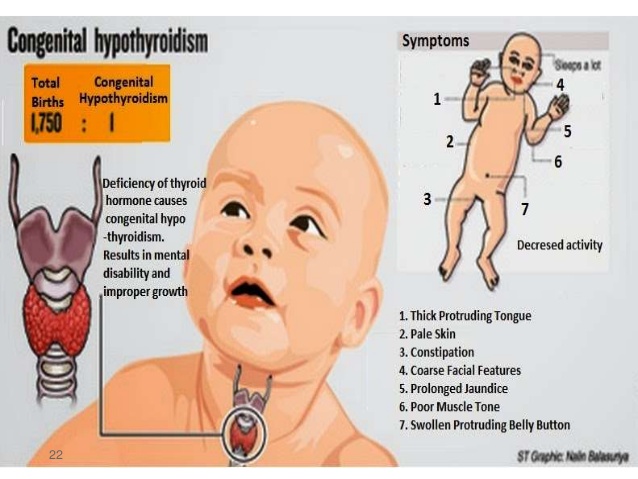 Congenital hypothyroidism
Total Congenital
Births Hypothyroidism
1,750 : 1
Deficiency of thyroid
hormone causes
congenital hypo
-thyroidism.
Results in mental
disability and
improper growth
22
Symptoms
Sleeps a lot
1
4
5
2
6
3
7
Decresed activity
1. Thick Protruding Tongue
2. Pale Skin
3. Constipation
4. Coarse Facial Features
5. Prolonged Jaundice
6. Poor Muscle Tone
7. Swollen Protruding Belly Button
ST Graphic: Nalin Balasuriya